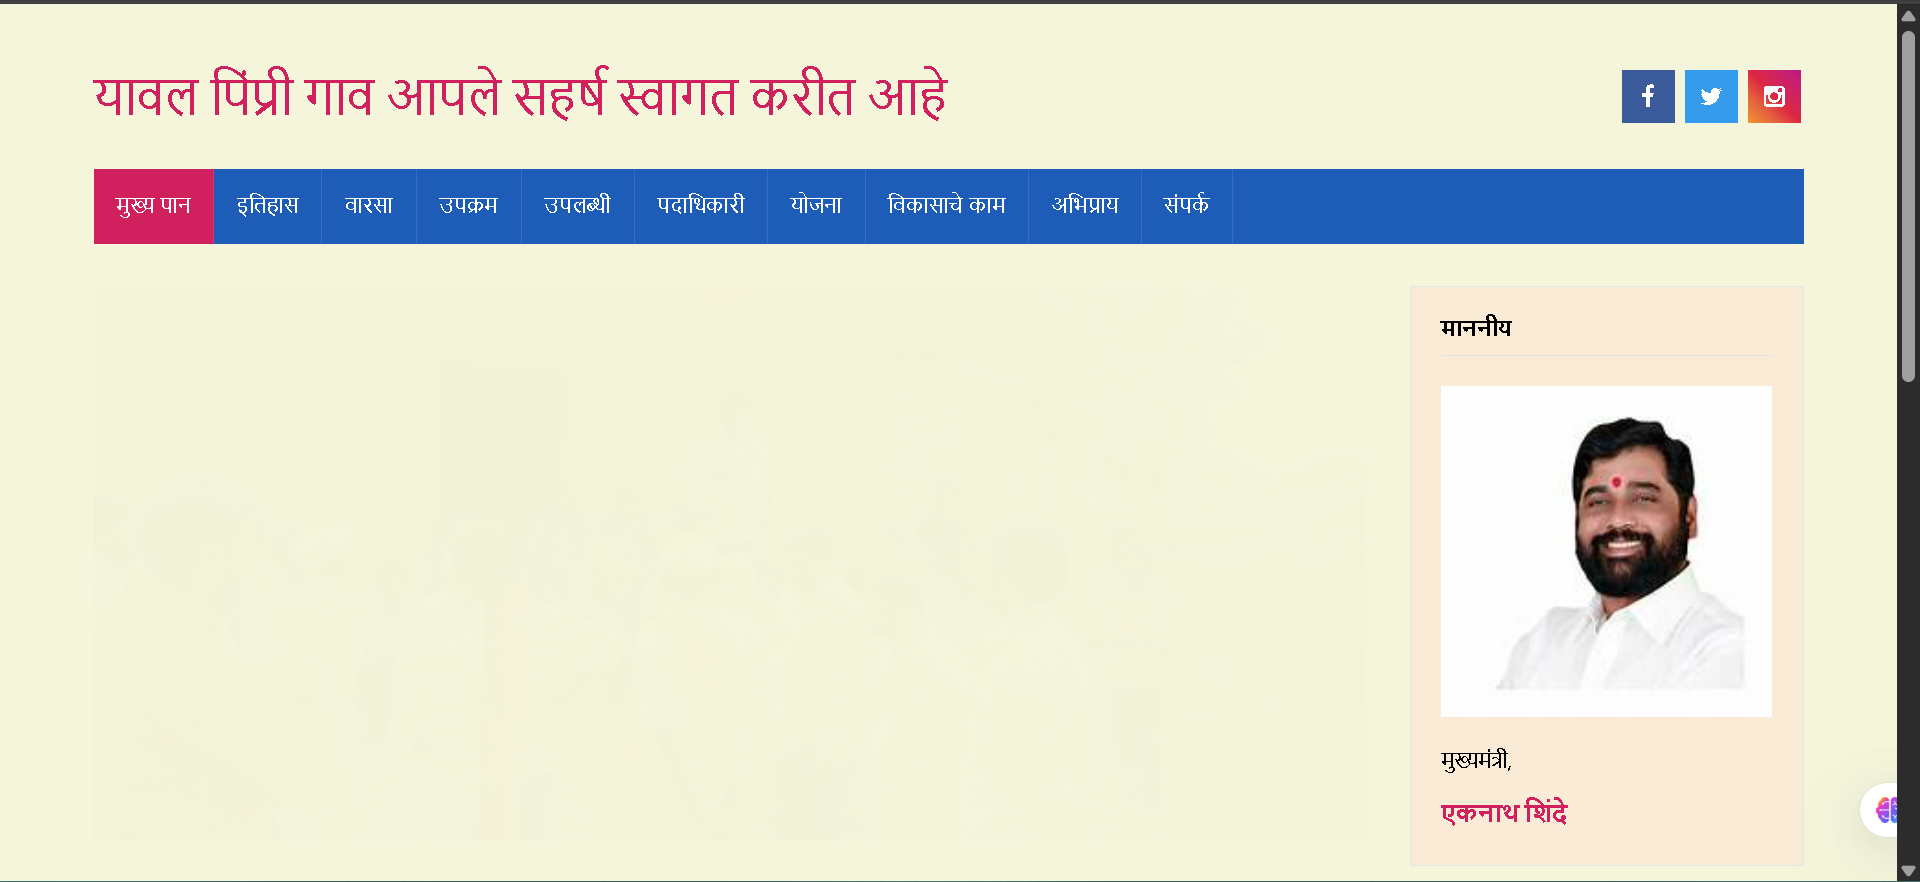 यावल पिंप्री गाव आपले सहर्ष स्वागत करीत आहे
मुख्य पान इतिहास वारसा उपक्रम उपलब्धी पदाधिकारी योजना विकासाचे काम अभिप्राय संपर्क
माननीय
मुख्यमंत्री,
एकनाथ शिंदे